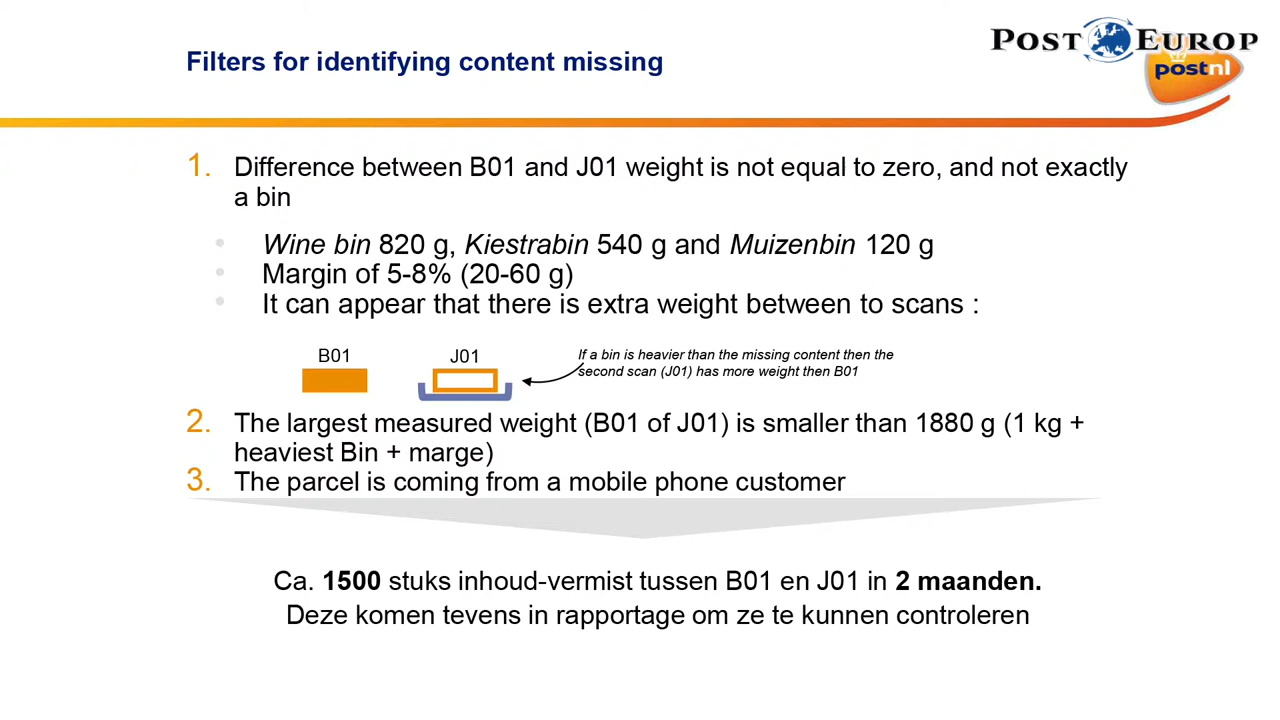 POST EUROP
postnl
Filters for identifying content missing
1. Difference between B01 and J01 weight is not equal to zero, and not exactly
a bin
• Wine bin 820 g, Kiestrabin 540 g and Muizenbin 120 g
• Margin of 5-8% (20-60 g)
• It can appear that there is extra weight between to scans :
B01
J01
If a bin is heavier than the missing content then the
second scan (J01) has more weight then B01
2. The largest measured weight (B01 of J01) is smaller than 1880 g (1 kg +
heaviest Bin + marge)
3. The parcel is coming from a mobile phone customer
Ca. 1500 stuks inhoud-vermist tussen B01 en J01 in 2 maanden.
Deze komen tevens in rapportage om ze te kunnen controleren